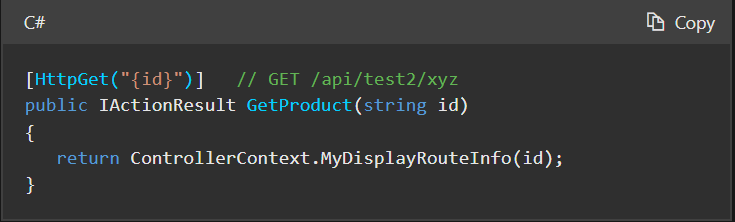 C#
Copy
[HttpGet("{id}")]   // GET /api/test2/xyz
public IActionResult GetProduct(string id)
{
   return ControllerContext.MyDisplayRouteInfo(id);
}